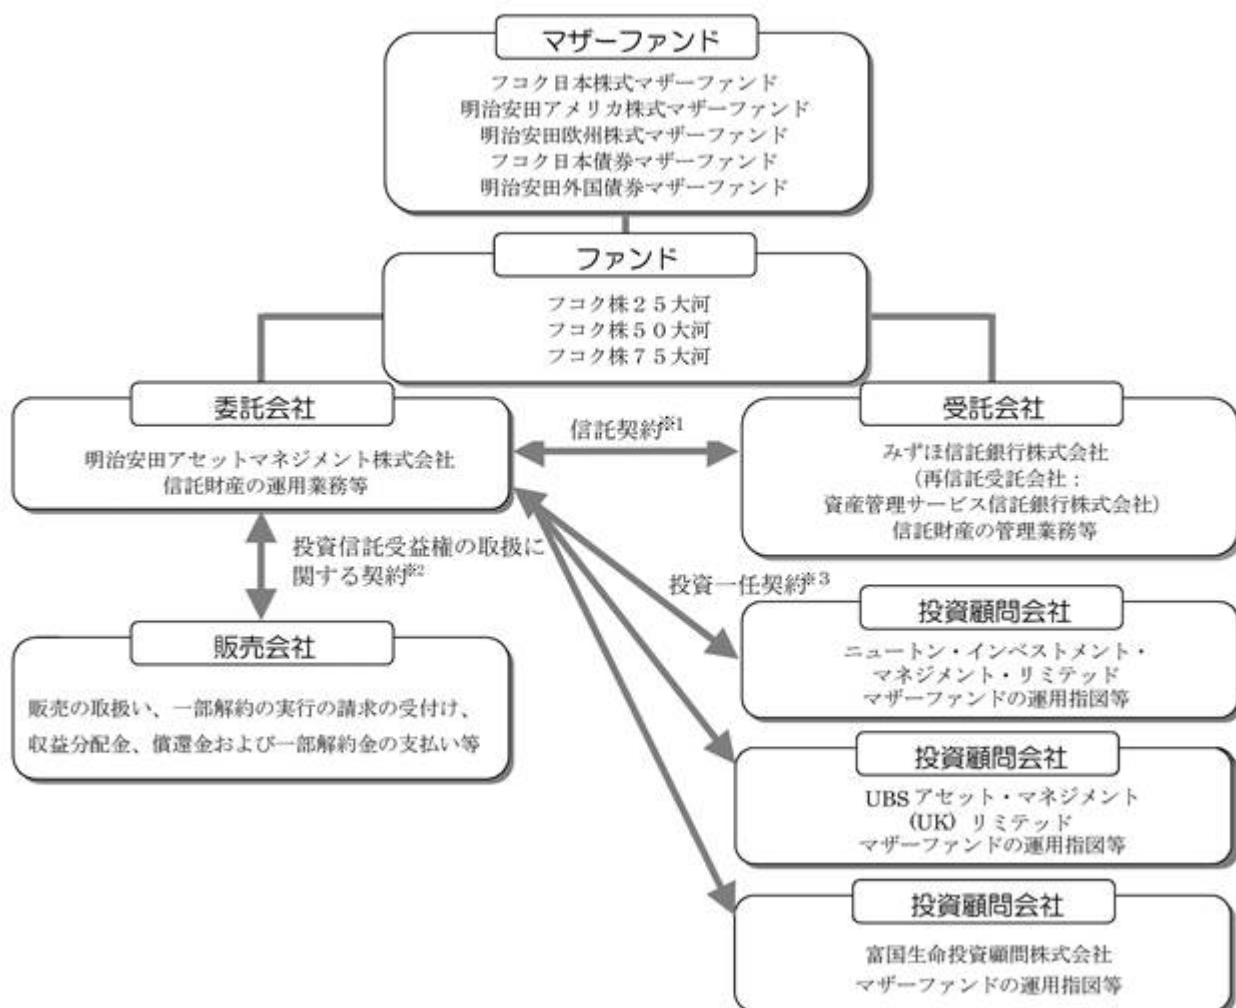 マザーファンド
フコク日本株式マザーファンド
明治安田アメリカ株式マザーファンド
明治安田欧州株式マザーファンド
フコク日本債券マザーファンド
明治安田外国債券マザーファンド
ファンド
フコク株２５大河
フコク株５０大河
フコク株７５大河
委託会社
明治安田アセットマネジメント株式会社
信託財産の運用業務等
信託契約※1
受託会社
みずほ信託銀行株式会社
（再信託受託会社：
資産管理サービス信託銀行株式会社）
信託財産の管理業務等
投資信託受益権の取扱に
関する契約※2
投資一任契約※3
販売会社
販売の取扱い、一部解約の実行の請求の受付け、
収益分配金、償還金および一部解約金の支払い等
投資顧問会社
ニュートン・インベストメント・
マネジメント・リミテッド
マザーファンドの運用指図等
投資顧問会社
UBS アセット・マネジメント
(UK) リミテッド
マザーファンドの運用指図等
投資顧問会社
富国生命投資顧問株式会社
マザーファンドの運用指図等